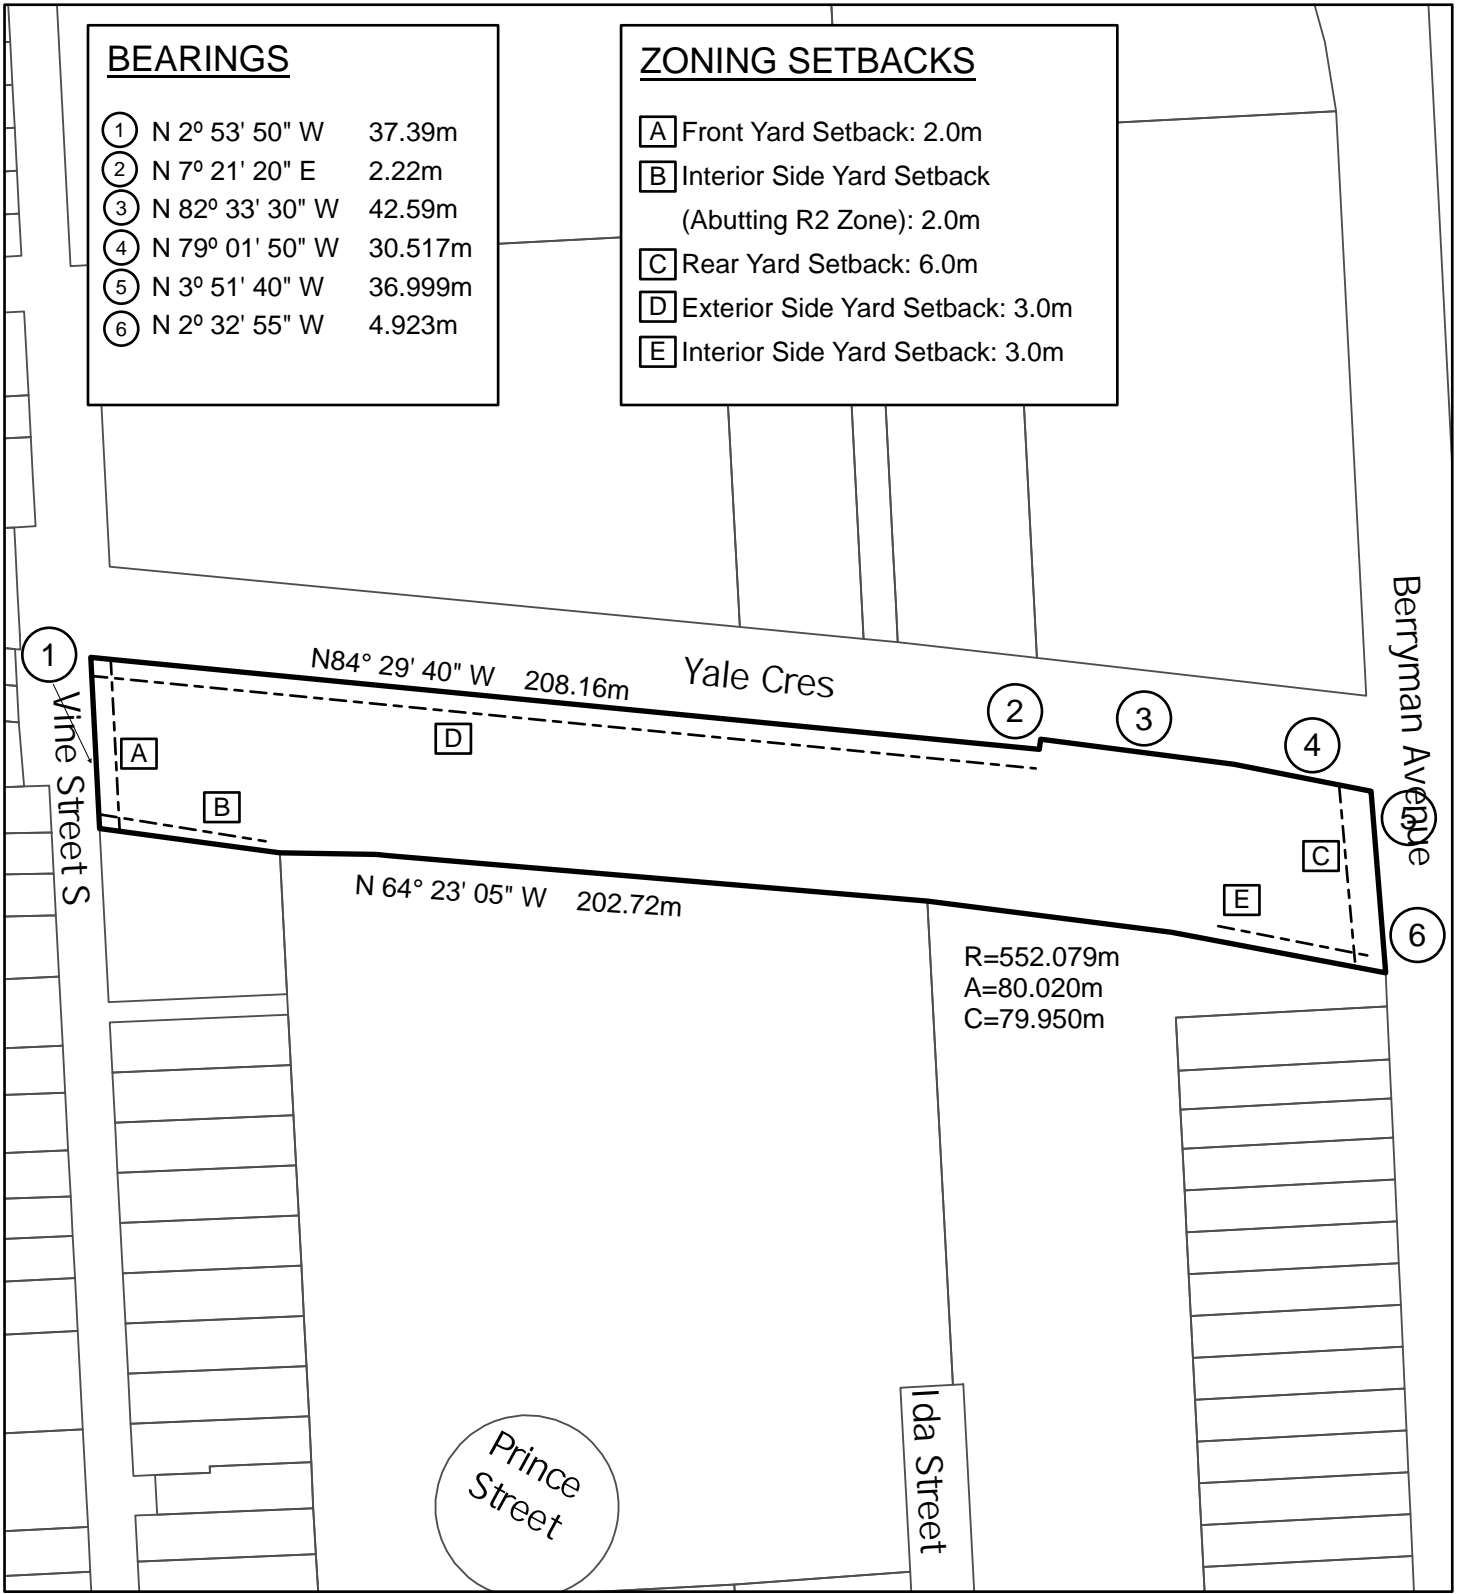 BEARINGS
1 N 2º 53' 50" W 37.39m
2 N 7º 21' 20" E 2.22m
3 N 82º 33' 30" W 42.59m
4 N 79º 01' 50" W 30.517m
5 N 3º 51' 40" W 36.999m
6 N 2º 32' 55" W 4.923m
ZONING SETBACKS
A Front Yard Setback: 2.0m
B Interior Side Yard Setback
(Abutting R2 Zone): 2.0m
C Rear Yard Setback: 6.0m
D Exterior Side Yard Setback: 3.0m
E Interior Side Yard Setback: 3.0m
1
N84° 29' 40" W 208.16m
Yale Cres
2
3
4
5
6
Berryman Avenue
Vine Street S
A
B
C
D
E
N 64° 23' 05" W 202.72m
R=552.079m
A=80.020m
C=79.950m
Prince
Street
Ida Street